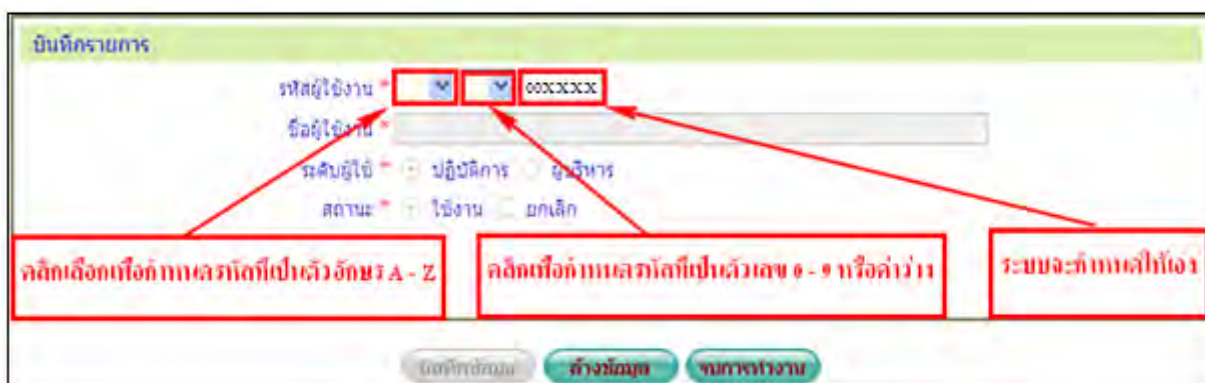 บันทึกรายการ
รหัสผู้ใช้งาน * 00XXXX
ชื่อผู้ใช้งาน *
ระดับผู้ใช้ * ปฏิบัติการ ผู้บริหาร
สถานะ * ใช้งาน ยกเลิก
คลิกเลือกเพื่อกำหนดรหัสที่เป็นตัวอักษร A - Z
คลิกเพื่อกำหนดรหัสที่เป็นตัวเลข 0 - 9 หรือค่าว่าง
ระบบจะกำหนดให้เอง
บันทึกข้อมูล ล้างข้อมูล จบการทำงาน